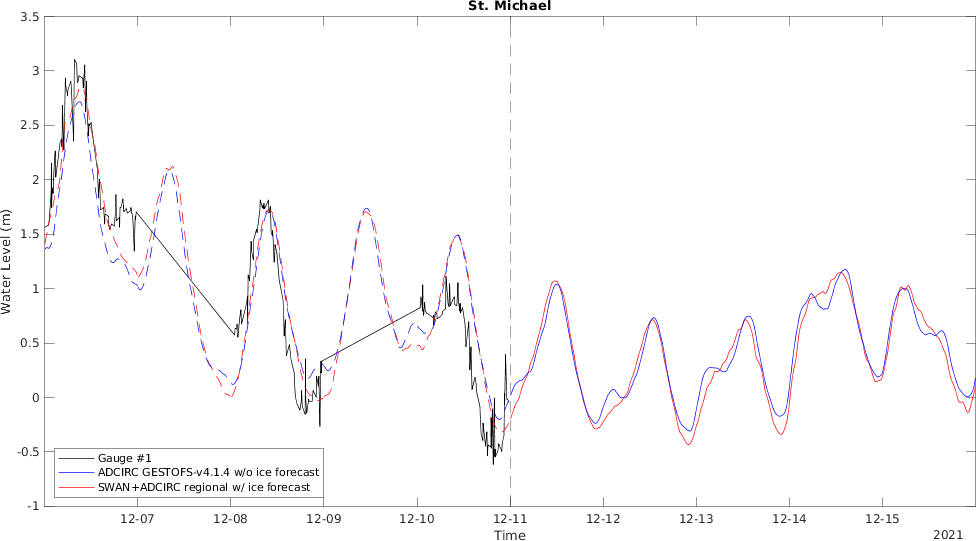 St. Michael
3.5
3
2.5
2
1.5
1
0.5
0
-0.5
-1
Water Level (m)
Gauge #1
ADCIRC GESTOFS-v4.1.4 w/o ice forecast
SWAN+ADCIRC regional w/ ice forecast
12-07 12-08 12-09 12-10 12-11 12-12 12-13 12-14 12-15
Time
2021